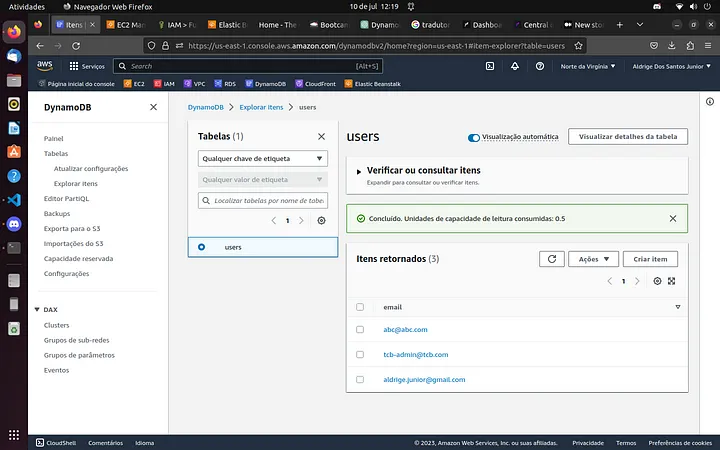 Atividades Navegador Web Firefox 10 de jul 12:19
Itens | EC2 Man IAM > Fu Elastic B Home - The Bootcam Dynamo tradutor Dashboa Central d New stor
https://us-east-1.console.aws.amazon.com/dynamodbv2/home?region=us-east-1#item-explorer?table=users
aws Serviços Search [Alt+S] Norte da Virgínia Aldrige Dos Santos Junior
Página inicial do console EC2 IAM VPC RDS DynamoDB CloudFront Elastic Beanstalk
DynamoDB
Painel
Tabelas
Atualizar configurações
Explorar itens
Editor PartiQL
Backups
Exporta para o S3
Importações do S3
Capacidade reservada
Configurações
DAX
Clusters
Grupos de sub-redes
Grupos de parâmetros
Eventos
DynamoDB > Explorar itens > users
Tabelas (1)
Qualquer chave de etiqueta
Qualquer valor de etiqueta
Localizar tabelas por nome de tabe
1
users
users
Visualização automática
Visualizar detalhes da tabela
Verificar ou consultar itens
Expandir para consultar ou verificar itens.
Concluído. Unidades de capacidade de leitura consumidas: 0.5
Itens retornados (3)
Ações
Criar item
1
email
abc@abc.com
tcb-admin@tcb.com
aldrige.junior@gmail.com
CloudShell Comentários Idioma © 2023, Amazon Web Services, Inc. ou suas afiliadas. Privacidade Termos Preferências de cookies